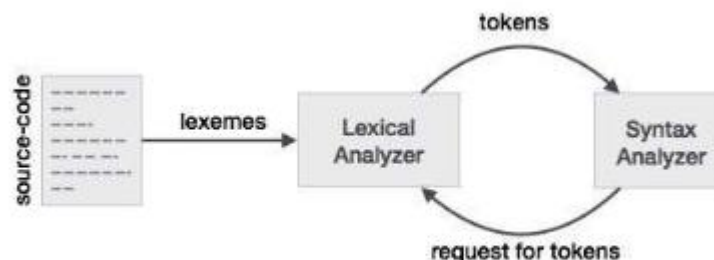 tokens
source-code
lexemes
Lexical
Analyzer
Syntax
Analyzer
request for tokens